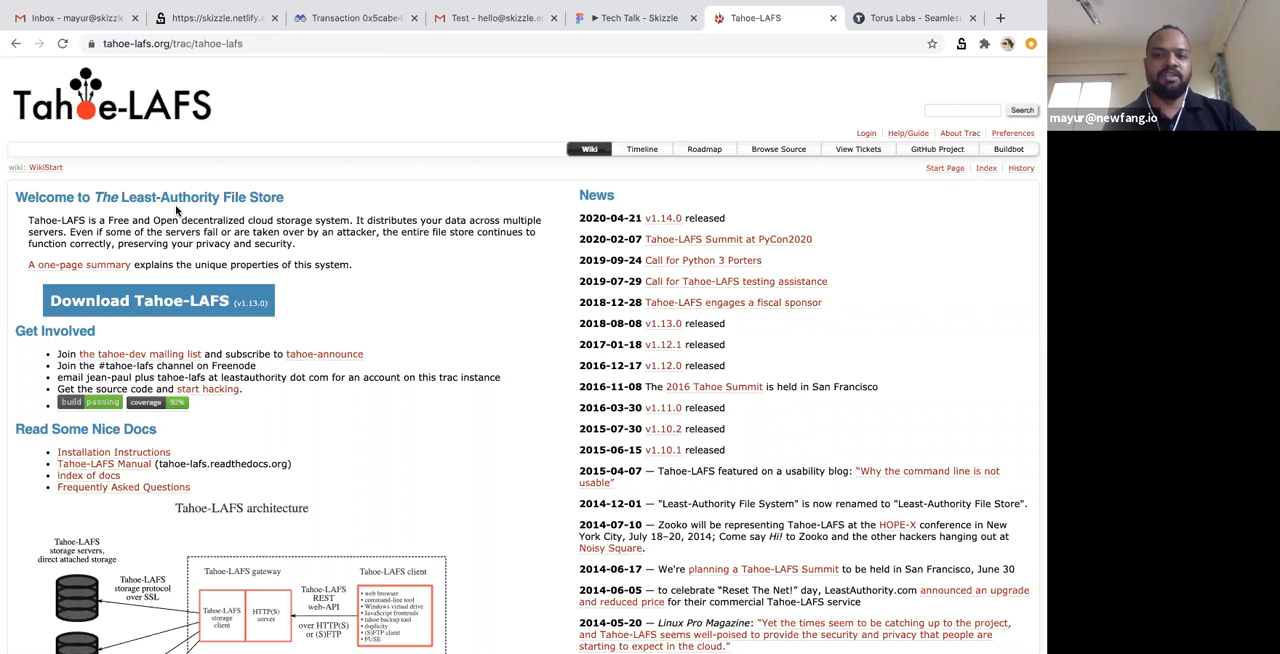 Inbox - mayur@skizzle.
https://skizzle.netlify.a
Transaction 0x5cabe4
Test - hello@skizzle.e
Tech Talk - Skizzle
Tahoe-LAFS
Torus Labs - Seamles
tahoe-lafs.org/trac/tahoe-lafs
mayur@newfang.io
Tahoe-LAFS
Search
Login | Help/Guide | About Trac | Preferences
Wiki Timeline Roadmap Browse Source View Tickets GitHub Project Buildbot
wiki: WikiStart
Start Page | Index | History
Welcome to The Least-Authority File Store
Tahoe-LAFS is a Free and Open decentralized cloud storage system. It distributes your data across multiple
servers. Even if some of the servers fail or are taken over by an attacker, the entire file store continues to
function correctly, preserving your privacy and security.
A one-page summary explains the unique properties of this system.
Download Tahoe-LAFS (v1.13.0)
Get Involved
• Join the tahoe-dev mailing list and subscribe to tahoe-announce
• Join the #tahoe-lafs channel on Freenode
• email jean-paul plus tahoe-lafs at leastauthority dot com for an account on this trac instance
• Get the source code and start hacking.
• build passing coverage 92%
Read Some Nice Docs
• Installation Instructions
• Tahoe-LAFS Manual (tahoe-lafs.readthedocs.org)
• index of docs
• Frequently Asked Questions
Tahoe-LAFS architecture
Tahoe-LAFS
storage servers,
direct attached storage
Tahoe-LAFS
storage protocol
over SSL
Tahoe-LAFS gateway
Tahoe-LAFS
storage
client
HTTP(S)
server
Tahoe-LAFS
REST
web-API
over HTTP(S)
or (S)FTP
Tahoe-LAFS client
• web browser
• command-line tool
• Windows virtual drive
• JavaScript frontends
• tahoe backup tool
• duplicity
• (S)FTP client
• FUSE
News
2020-04-21 v1.14.0 released
2020-02-07 Tahoe-LAFS Summit at PyCon2020
2019-09-24 Call for Python 3 Porters
2019-07-29 Call for Tahoe-LAFS testing assistance
2018-12-28 Tahoe-LAFS engages a fiscal sponsor
2018-08-08 v1.13.0 released
2017-01-18 v1.12.1 released
2016-12-17 v1.12.0 released
2016-11-08 The 2016 Tahoe Summit is held in San Francisco
2016-03-30 v1.11.0 released
2015-07-30 v1.10.2 released
2015-06-15 v1.10.1 released
2015-04-07 — Tahoe-LAFS featured on a usability blog: “Why the command line is not
usable”
2014-12-01 — "Least-Authority File System" is now renamed to "Least-Authority File Store".
2014-07-10 — Zooko will be representing Tahoe-LAFS at the HOPE-X conference in New
York City, July 18–20, 2014; Come say Hi! to Zooko and the other hackers hanging out at
Noisy Square.
2014-06-17 — We're planning a Tahoe-LAFS Summit to be held in San Francisco, June 30
2014-06-05 — to celebrate “Reset The Net!” day, LeastAuthority.com announced an upgrade
and reduced price for their commercial Tahoe-LAFS service
2014-05-20 — Linux Pro Magazine: “Yet the times seem to be catching up to the project,
and Tahoe-LAFS seems well-poised to provide the security and privacy that people are
starting to expect in the cloud.”